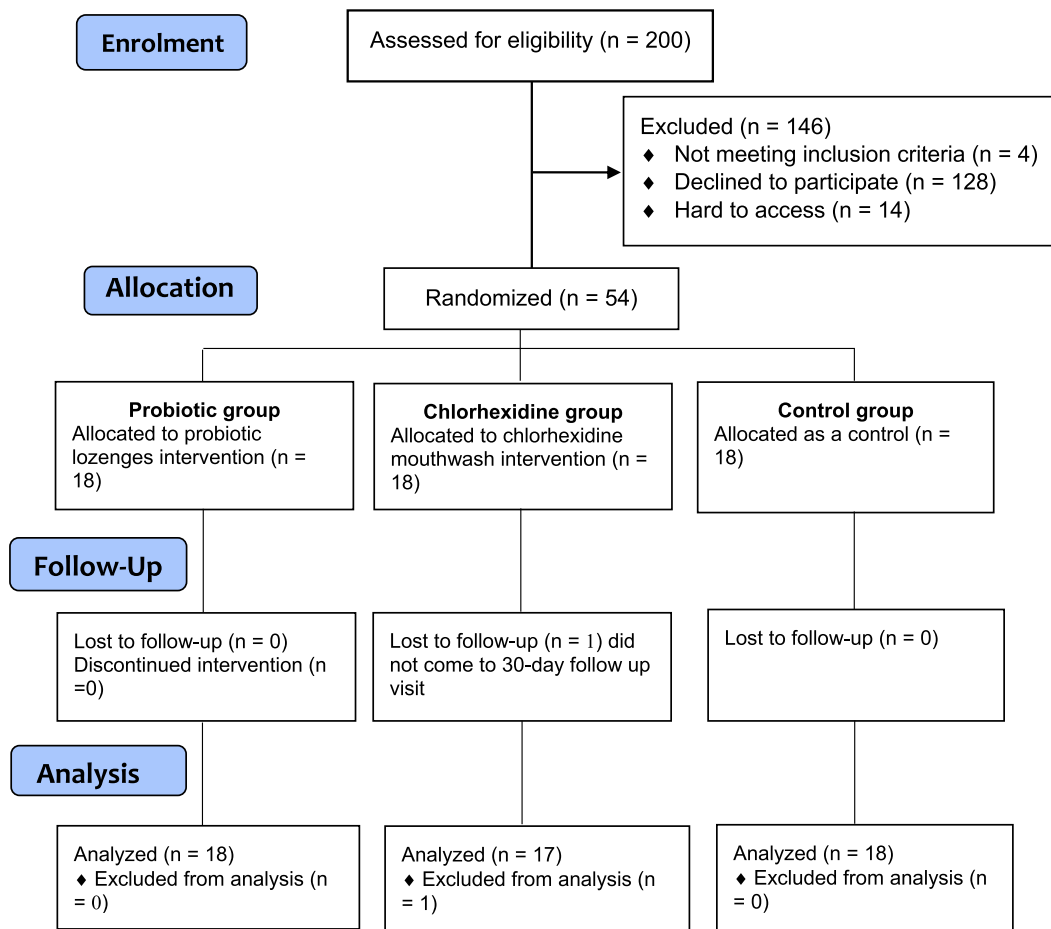 Enrolment
Assessed for eligibility (n = 200)
Excluded (n = 146)
♦ Not meeting inclusion criteria (n = 4)
♦ Declined to participate (n = 128)
♦ Hard to access (n = 14)
Allocation
Randomized (n = 54)
Probiotic group
Allocated to probiotic
lozenges intervention (n =
18)
Chlorhexidine group
Allocated to chlorhexidine
mouthwash intervention (n =
18)
Control group
Allocated as a control (n =
18)
Follow-Up
Lost to follow-up (n = 0)
Discontinued intervention (n
=0)
Lost to follow-up (n = 1) did
not come to 30-day follow up
visit
Lost to follow-up (n = 0)
Analysis
Analyzed (n = 18)
♦ Excluded from analysis (n
= 0)
Analyzed (n = 17)
♦ Excluded from analysis (n
= 1)
Analyzed (n = 18)
♦ Excluded from analysis (n
= 0)